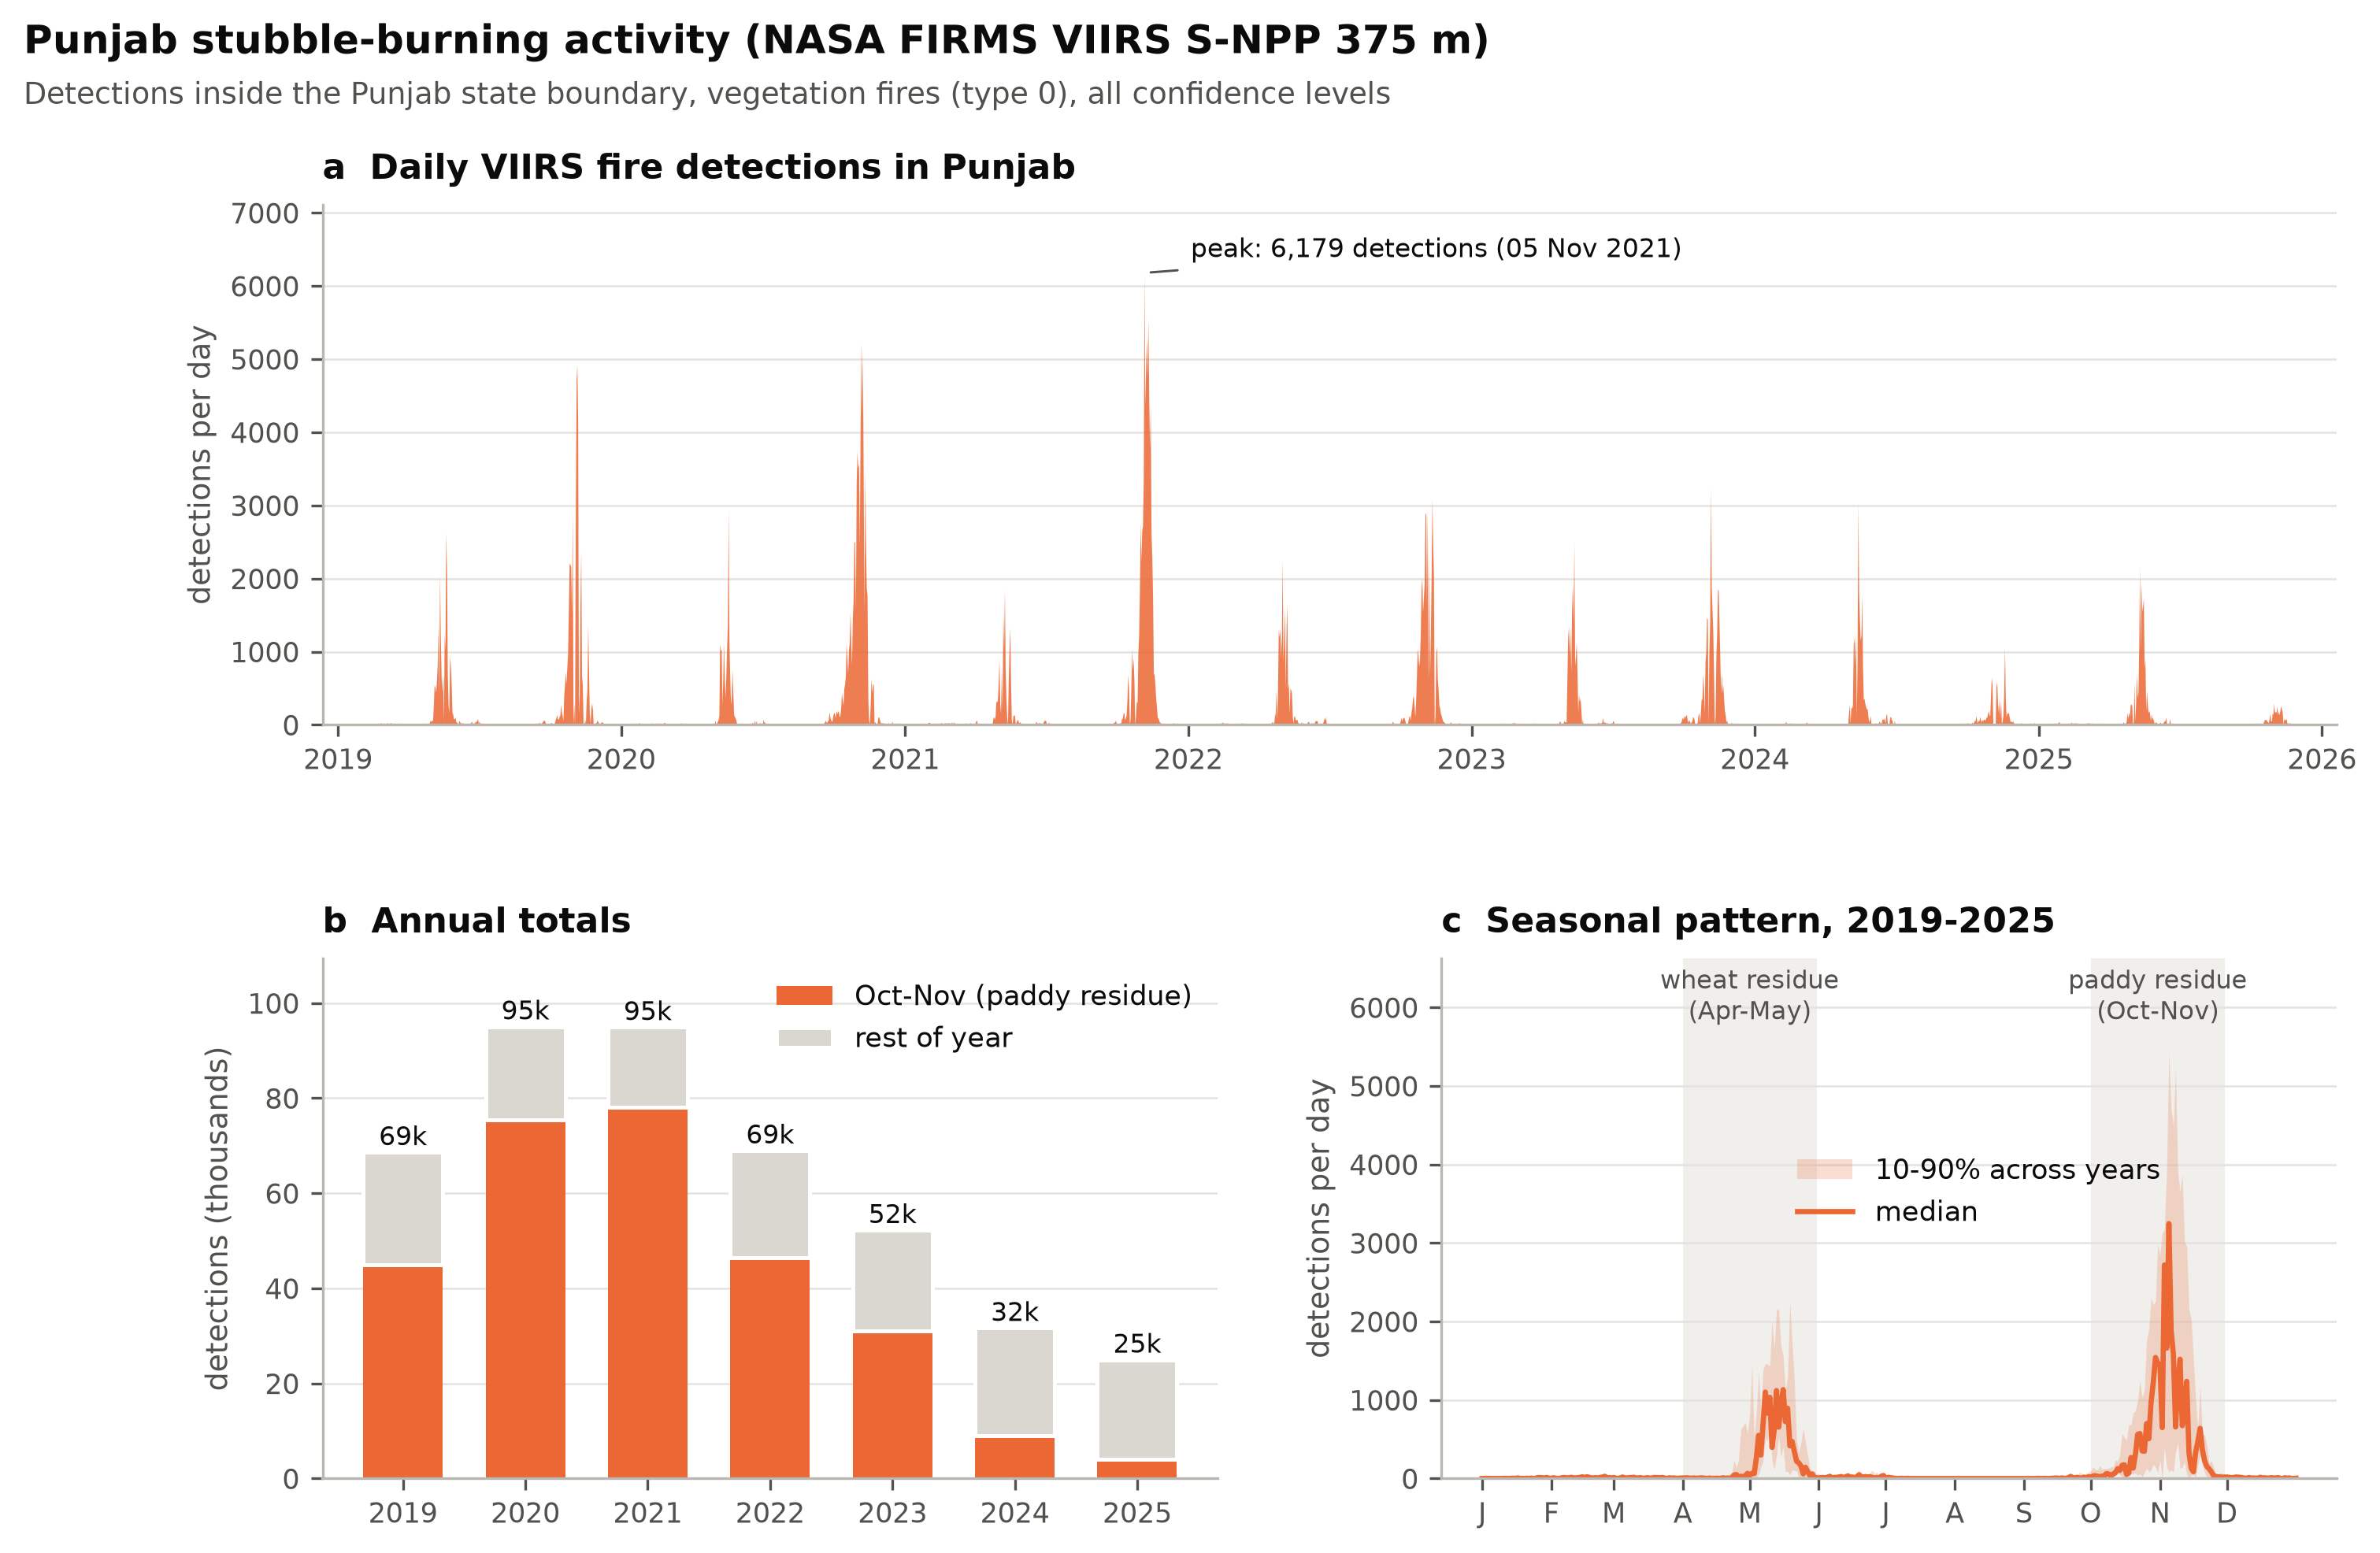 Punjab stubble-burning activity (NASA FIRMS VIIRS S-NPP 375 m)
Detections inside the Punjab state boundary, vegetation fires (type 0), all confidence levels
a Daily VIIRS fire detections in Punjab
detections per day
7000
6000
5000
4000
3000
2000
1000
0
peak: 6,179 detections (05 Nov 2021)
2019 2020 2021 2022 2023 2024 2025 2026
b Annual totals
detections (thousands)
100
80
60
40
20
0
Oct-Nov (paddy residue)
rest of year
69k 95k 95k 69k 52k 32k 25k
2019 2020 2021 2022 2023 2024 2025
c Seasonal pattern, 2019-2025
detections per day
6000
5000
4000
3000
2000
1000
0
wheat residue
(Apr-May)
paddy residue
(Oct-Nov)
10-90% across years
median
J F M A M J J A S O N D